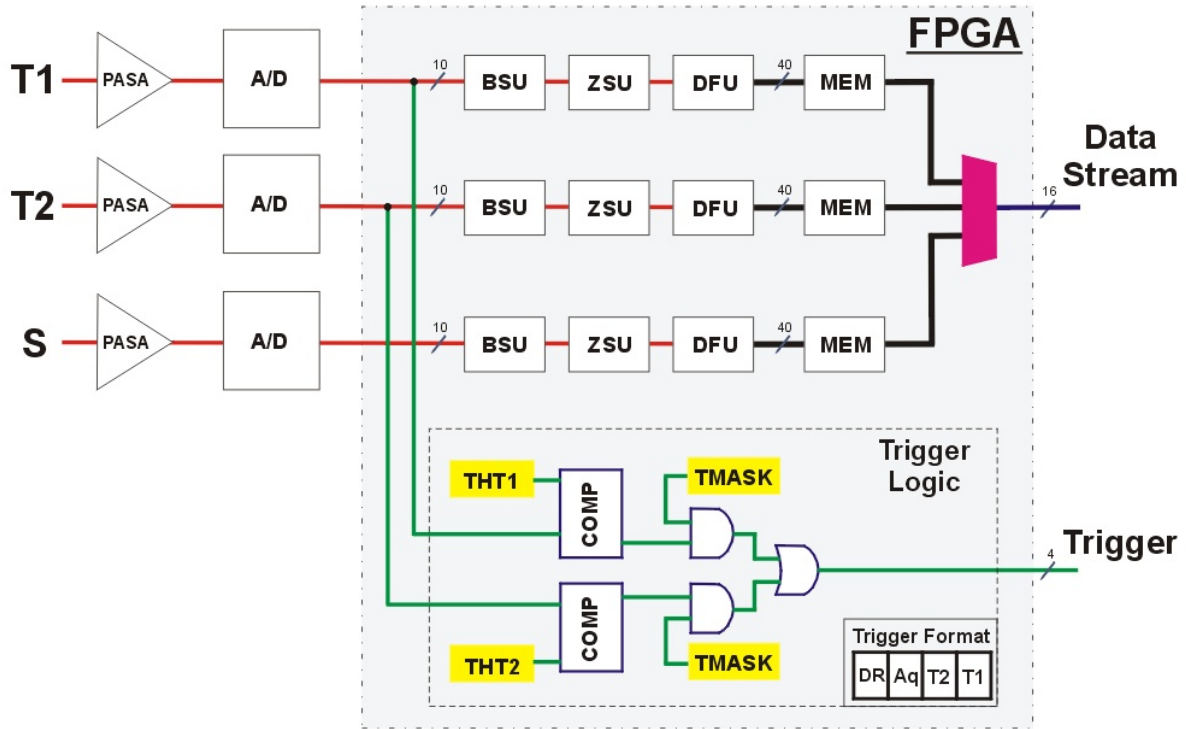 FPGA
T1
PASA
A/D
10
BSU
ZSU
DFU
40
MEM
Data
Stream
16
T2
PASA
A/D
10
BSU
ZSU
DFU
40
MEM
S
PASA
A/D
10
BSU
ZSU
DFU
40
MEM
Trigger
Logic
THT1
COMP
TMASK
4
Trigger
THT2
COMP
TMASK
Trigger Format
DR Aq T2 T1